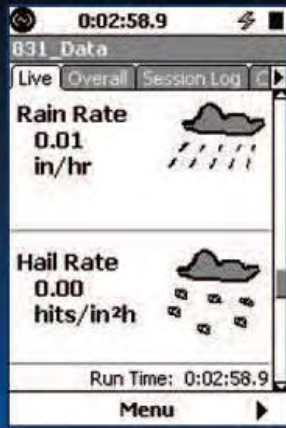 0:02:58.9
831_Data
Live Overall Session Log C
Rain Rate
0.01
in/hr
Hail Rate
0.00
hits/in²h
Run Time: 0:02:58.9
Menu